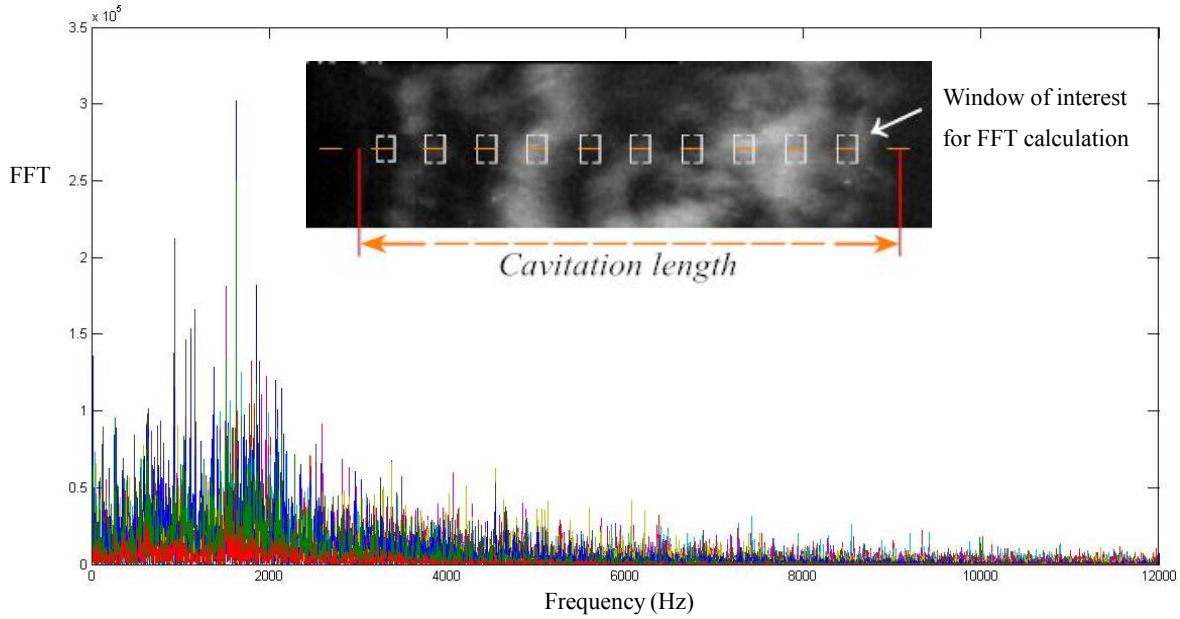 × 10^5
3.5
3
2.5
2
1.5
1
0.5
0
FFT
Window of interest
for FFT calculation
Cavitation length
0 2000 4000 6000 8000 10000 12000
Frequency (Hz)